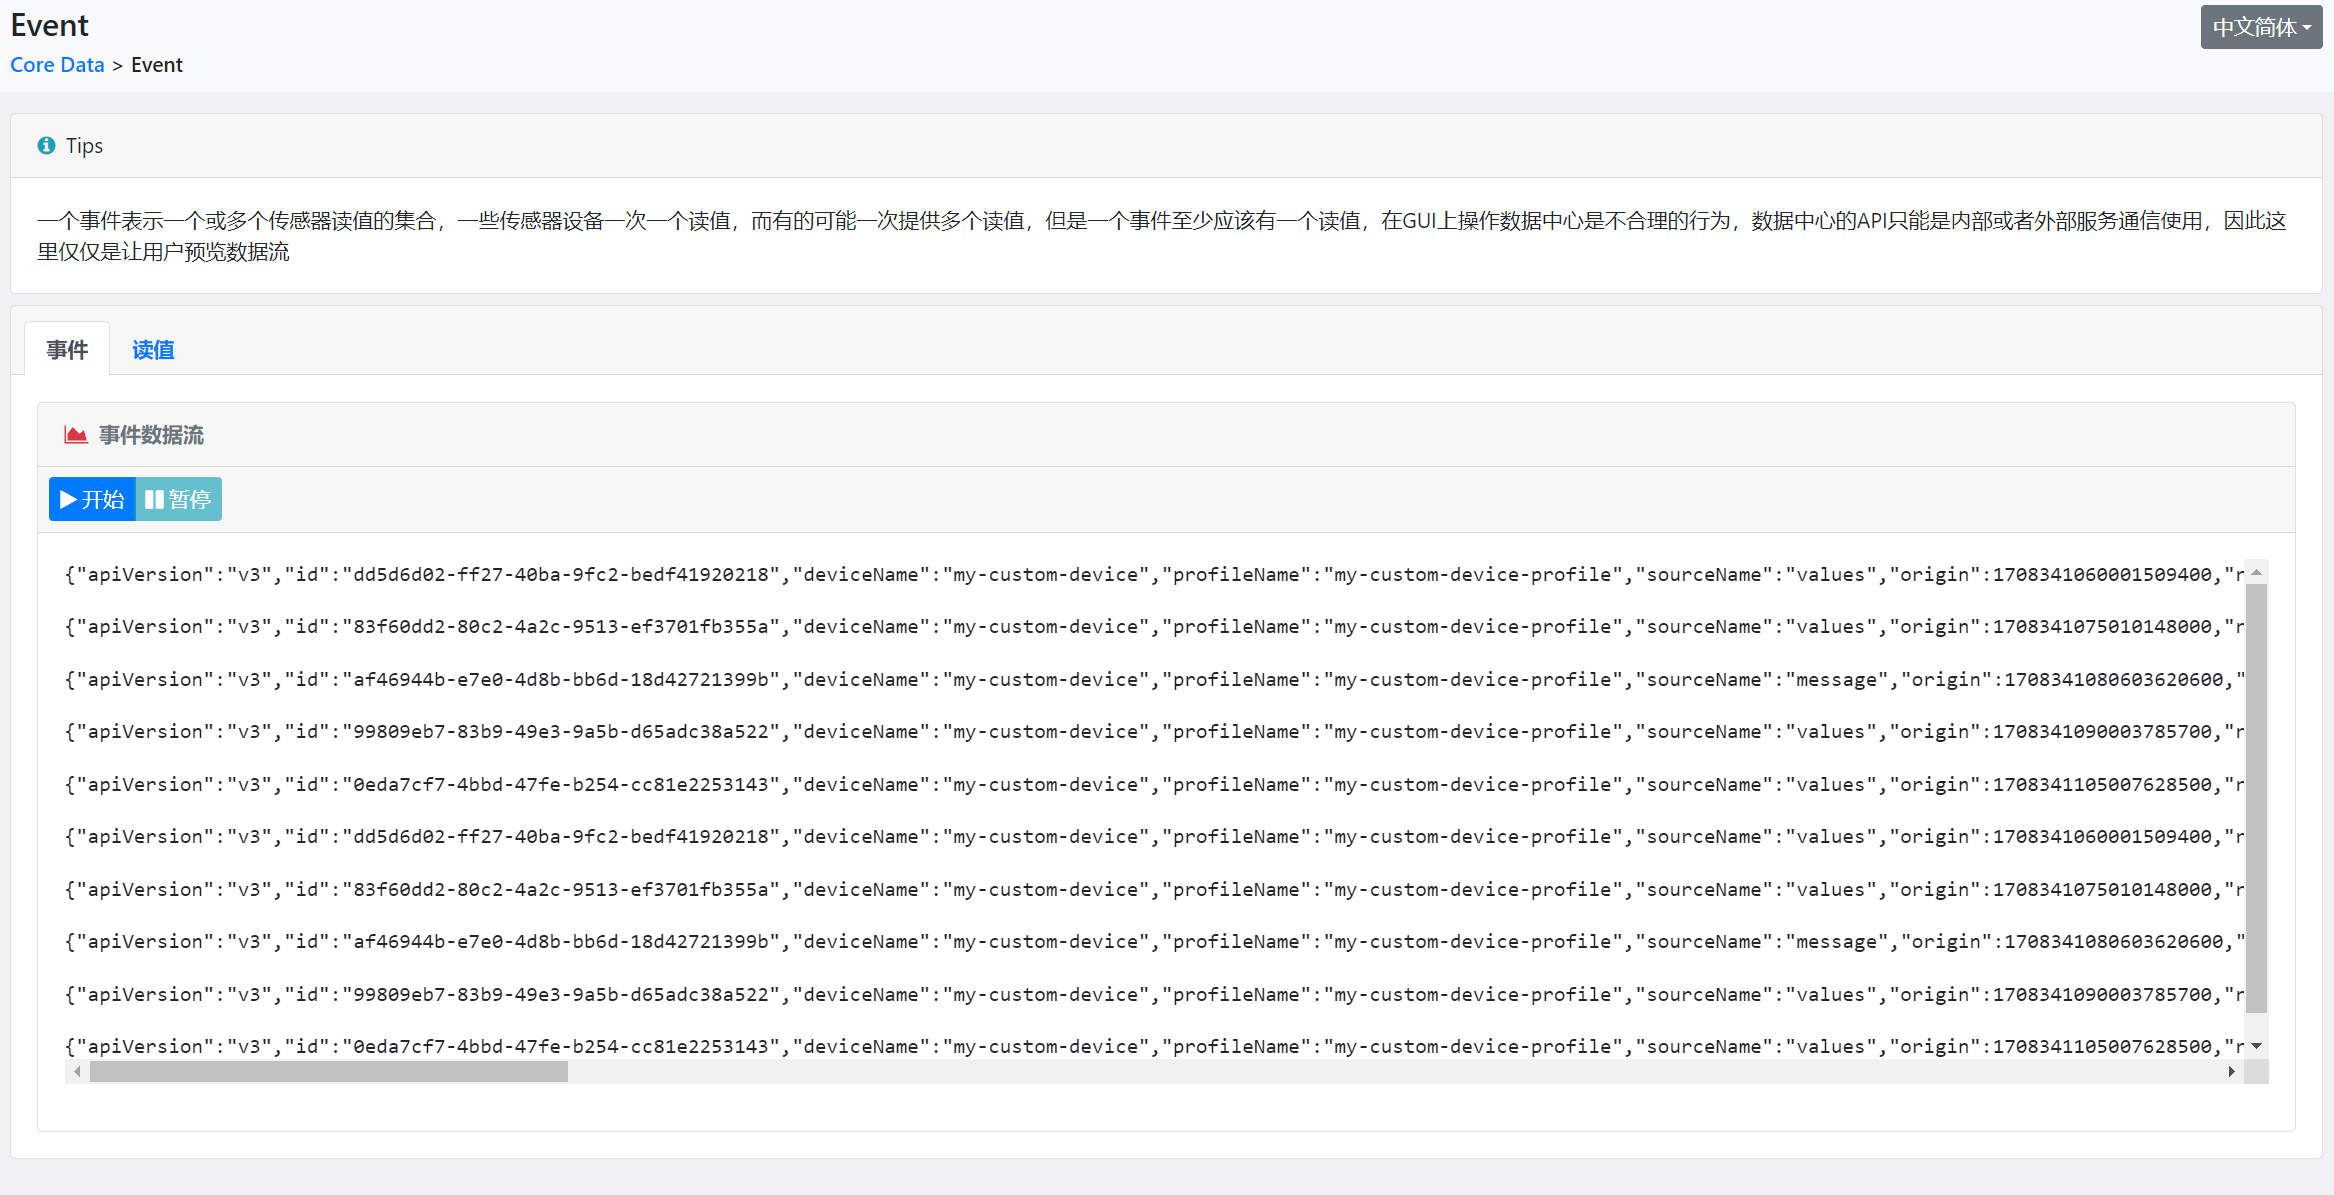 Event
中文简体
Core Data > Event
Tips
一个事件表示一个或多个传感器读值的集合，一些传感器设备一次一个读值，而有的可能一次提供多个读值，但是一个事件至少应该有一个读值，在GUI上操作数据中心是不合理的行为，数据中心的API只能是内部或者外部服务通信使用，因此这
里仅仅是让用户预览数据流
事件 读值
事件数据流
开始 暂停
{"apiVersion":"v3","id":"dd5d6d02-ff27-40ba-9fc2-bedf41920218","deviceName":"my-custom-device","profileName":"my-custom-device-profile","sourceName":"values","origin":1708341060001509400,"r
{"apiVersion":"v3","id":"83f60dd2-80c2-4a2c-9513-ef3701fb355a","deviceName":"my-custom-device","profileName":"my-custom-device-profile","sourceName":"values","origin":1708341075010148000,"r
{"apiVersion":"v3","id":"af46944b-e7e0-4d8b-bb6d-18d42721399b","deviceName":"my-custom-device","profileName":"my-custom-device-profile","sourceName":"message","origin":1708341080603620600,"
{"apiVersion":"v3","id":"99809eb7-83b9-49e3-9a5b-d65adc38a522","deviceName":"my-custom-device","profileName":"my-custom-device-profile","sourceName":"values","origin":1708341090003785700,"r
{"apiVersion":"v3","id":"0eda7cf7-4bbd-47fe-b254-cc81e2253143","deviceName":"my-custom-device","profileName":"my-custom-device-profile","sourceName":"values","origin":1708341105007628500,"r
{"apiVersion":"v3","id":"dd5d6d02-ff27-40ba-9fc2-bedf41920218","deviceName":"my-custom-device","profileName":"my-custom-device-profile","sourceName":"values","origin":1708341060001509400,"r
{"apiVersion":"v3","id":"83f60dd2-80c2-4a2c-9513-ef3701fb355a","deviceName":"my-custom-device","profileName":"my-custom-device-profile","sourceName":"values","origin":1708341075010148000,"r
{"apiVersion":"v3","id":"af46944b-e7e0-4d8b-bb6d-18d42721399b","deviceName":"my-custom-device","profileName":"my-custom-device-profile","sourceName":"message","origin":1708341080603620600,"
{"apiVersion":"v3","id":"99809eb7-83b9-49e3-9a5b-d65adc38a522","deviceName":"my-custom-device","profileName":"my-custom-device-profile","sourceName":"values","origin":1708341090003785700,"r
{"apiVersion":"v3","id":"0eda7cf7-4bbd-47fe-b254-cc81e2253143","deviceName":"my-custom-device","profileName":"my-custom-device-profile","sourceName":"values","origin":1708341105007628500,"r